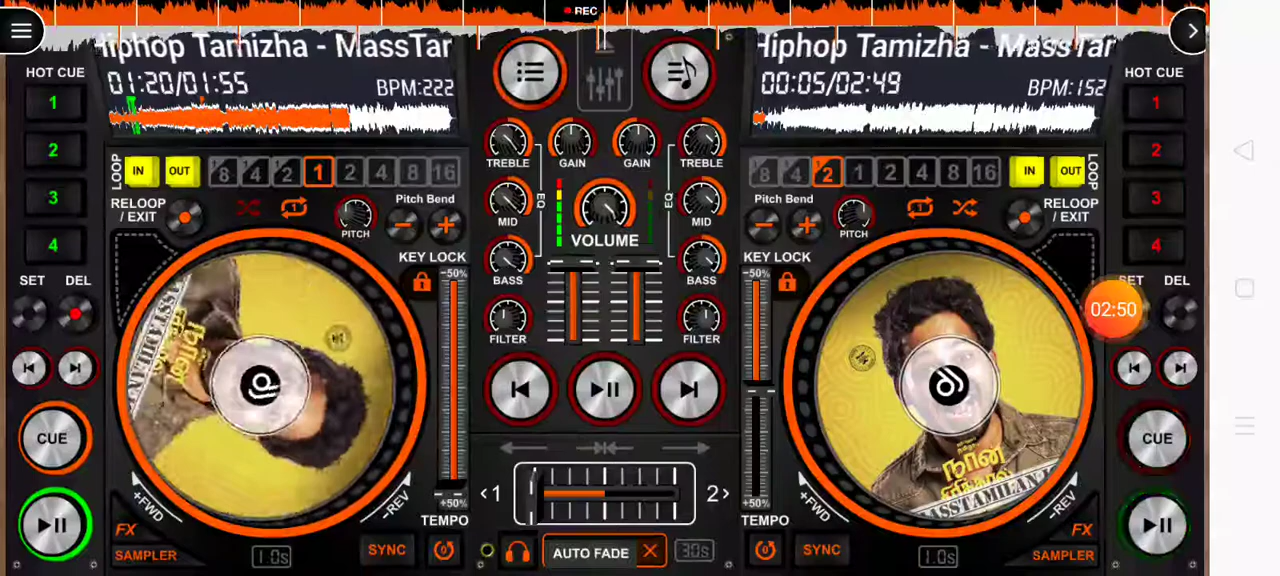 REC
Hiphop Tamizha - MassTar
01:20/01:55
BPM:222
Hiphop Tamizha - MassTar
00:05/02:49
BPM:152
HOT CUE
1
2
3
4
SET
DEL
CUE
LOOP
IN
OUT
8
4
2
1
2
4
8
16
RELOOP
/ EXIT
PITCH
Pitch Bend
− +
KEY LOCK
-50%
+50%
TEMPO
+FWD
-REV
FX
SAMPLER
1.0s
SYNC
0
TREBLE
GAIN
GAIN
TREBLE
MID
EQ
EQ
MID
VOLUME
BASS
BASS
FILTER
FILTER
1
2
AUTO FADE
30s
8
4
2
1
2
4
8
16
IN
OUT
LOOP
Pitch Bend
− +
PITCH
RELOOP
/ EXIT
KEY LOCK
-50%
+50%
TEMPO
நான்
சிரித்தால்
MASSTAMILAN
+FWD
-REV
0
SYNC
1.0s
FX
SAMPLER
HOT CUE
1
2
3
4
SET
DEL
02:50
CUE